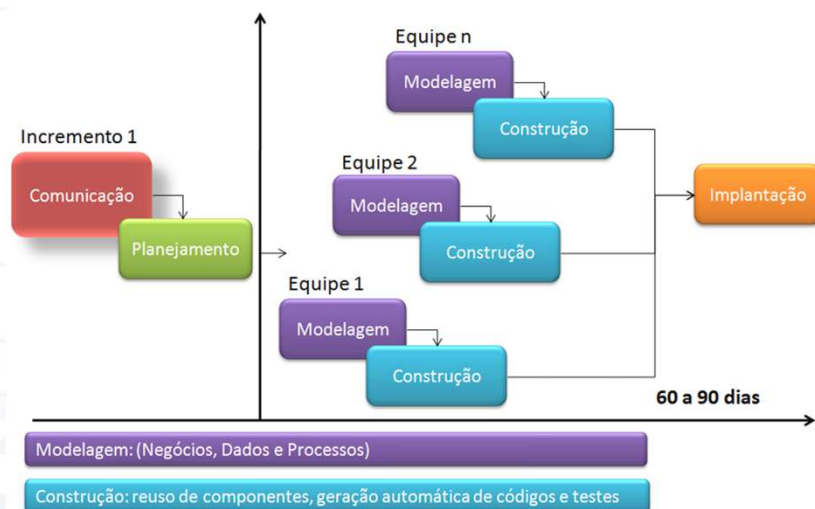 Equipe n
Modelagem
Construção
Incremento 1
Comunicação
Planejamento
Equipe 2
Modelagem
Construção
Implantação
Equipe 1
Modelagem
Construção
60 a 90 dias
Modelagem: (Negócios, Dados e Processos)
Construção: reuso de componentes, geração automática de códigos e testes